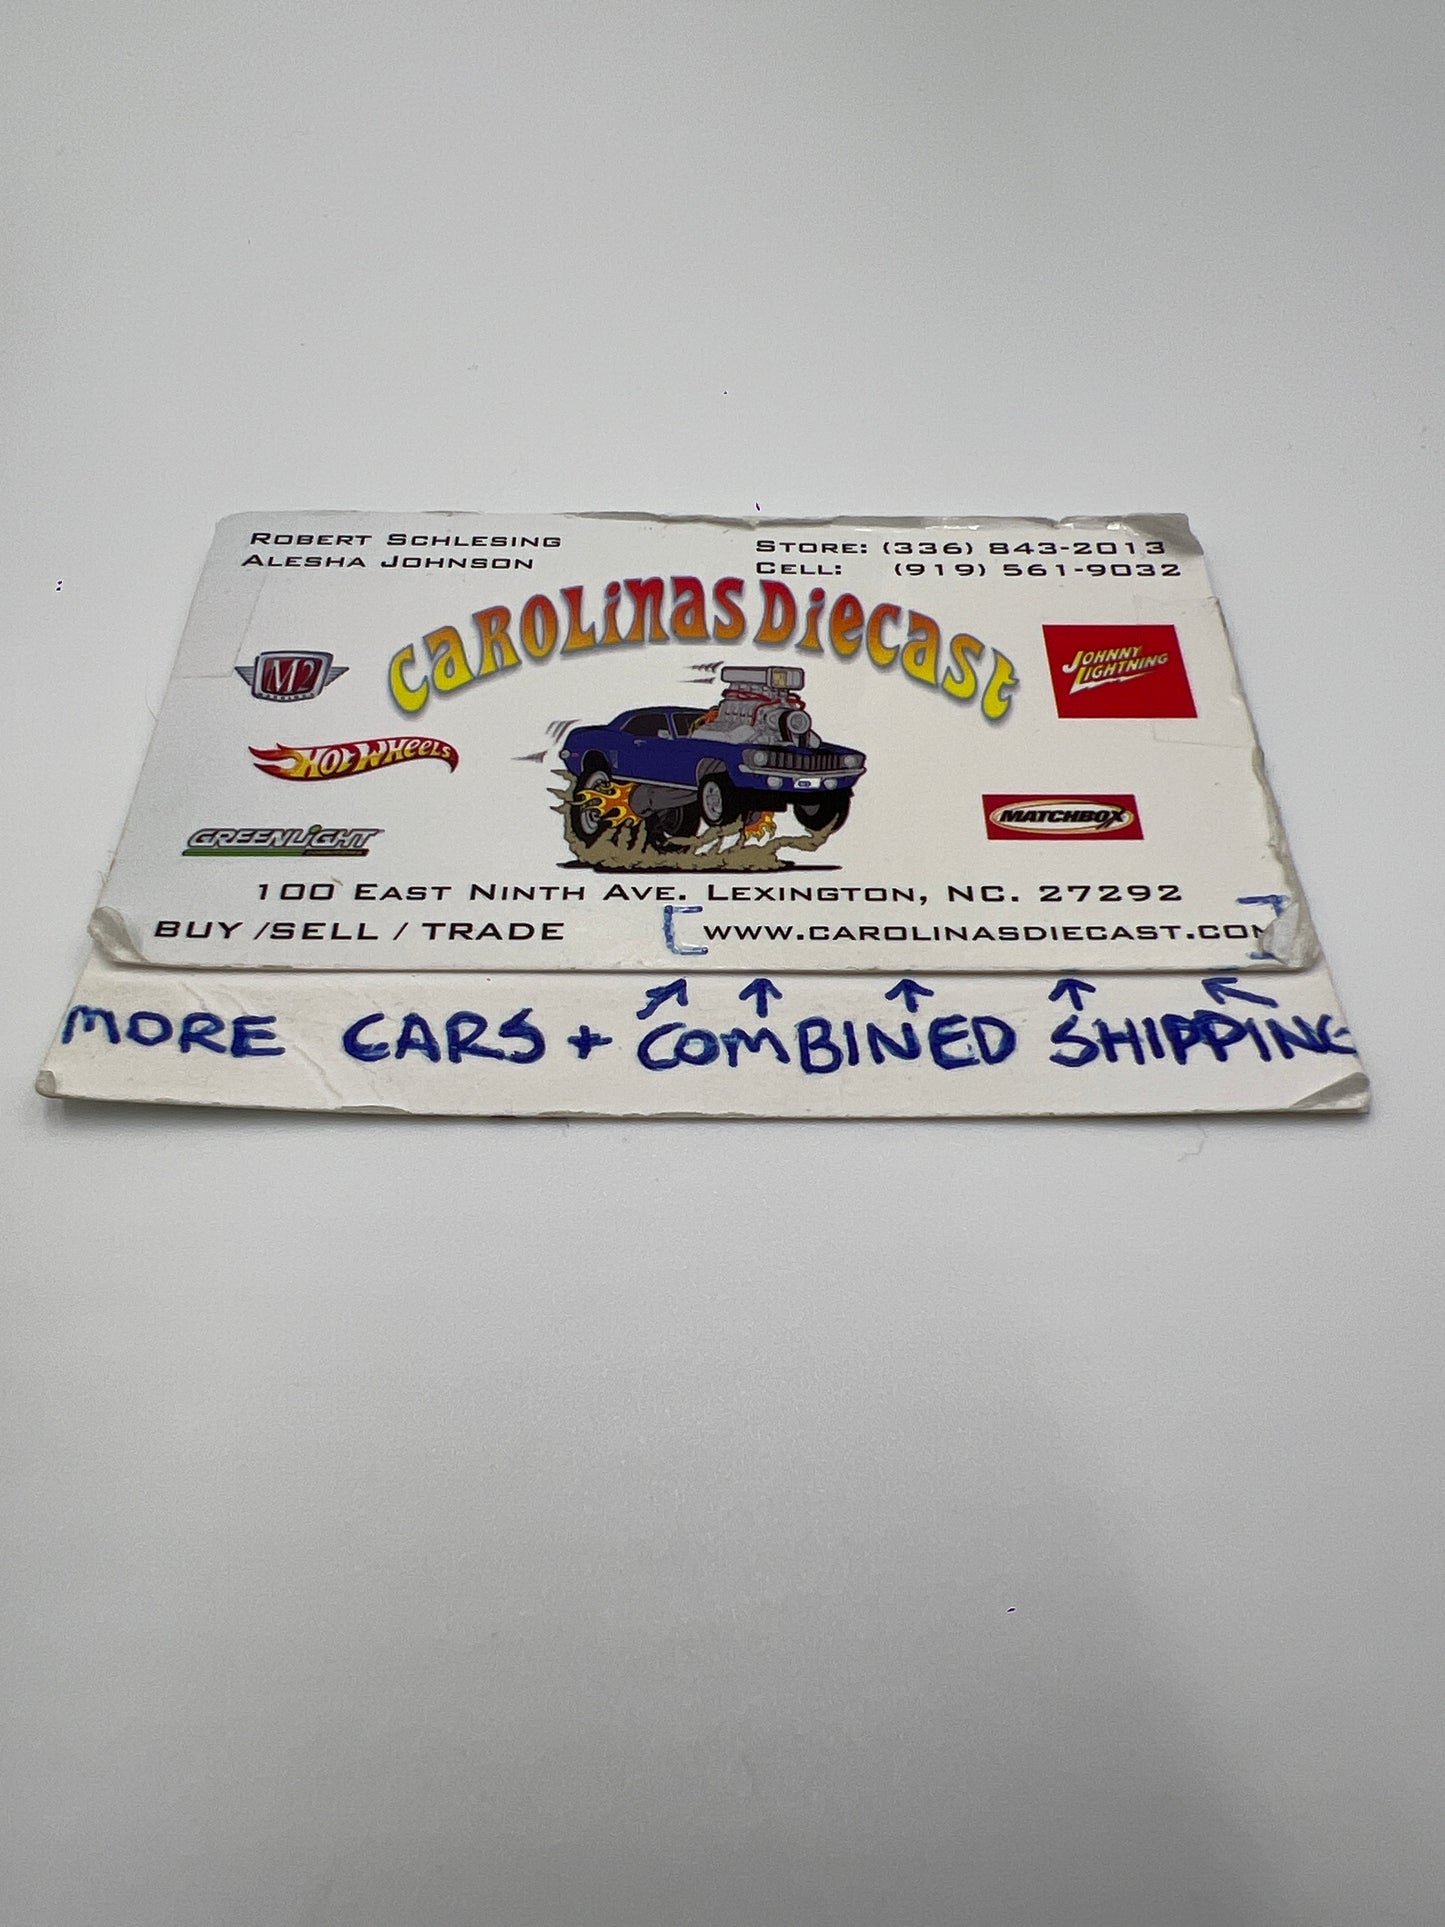 ROBERT SCHLESING
ALESHA JOHNSON
STORE: (336) 843-2013
CELL: (919) 561-9032
CAROLINAS DIECAST
M2
JOHNNY LIGHTNING
HOT WHEELS
MATCHBOX
GREENLIGHT
100 EAST NINTH AVE. LEXINGTON, NC. 27292
BUY /SELL / TRADE [WWW.CAROLINASDIECAST.COM]
MORE CARS + COMBINED SHIPPING